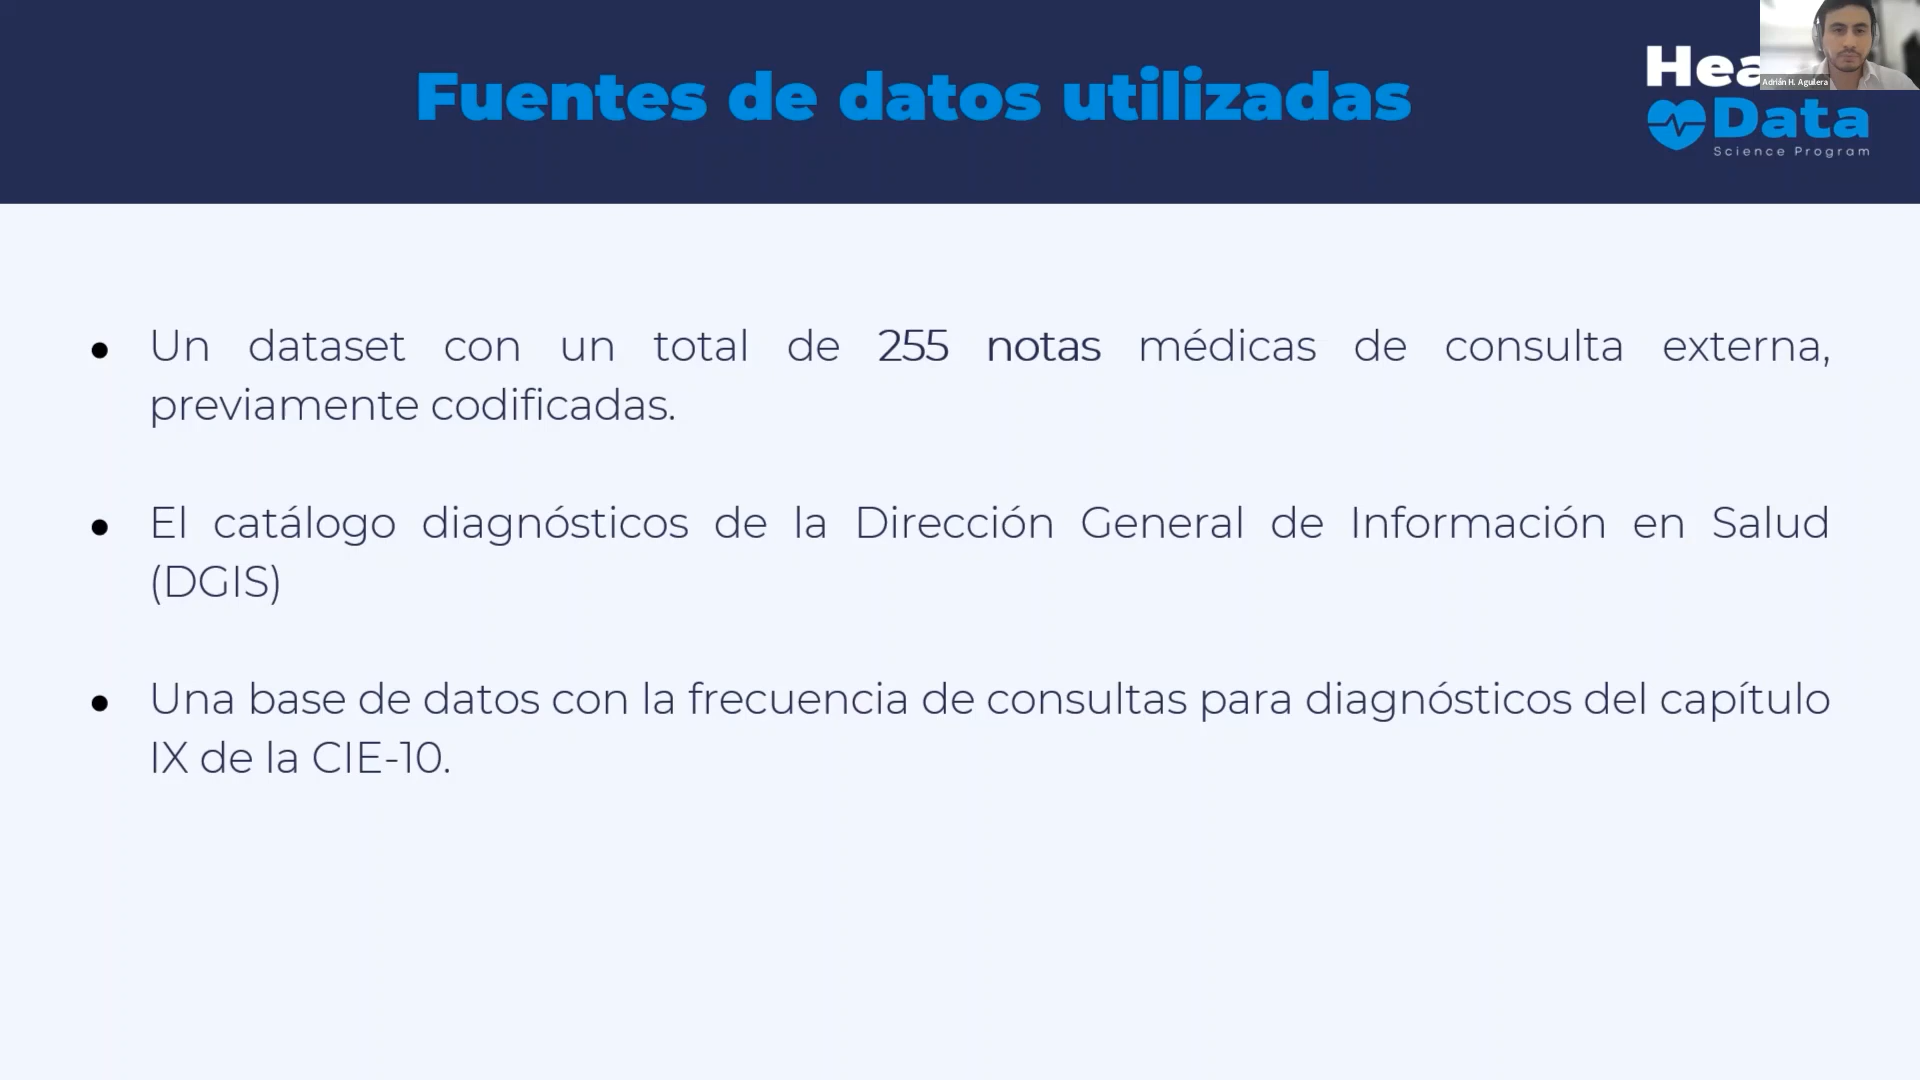 Fuentes de datos utilizadas
Hea
Adrián H. Aguilera
Data
Science Program
Un dataset con un total de 255 notas médicas de consulta externa,
previamente codificadas.
El catálogo diagnósticos de la Dirección General de Información en Salud
(DGIS)
Una base de datos con la frecuencia de consultas para diagnósticos del capítulo
IX de la CIE-10.